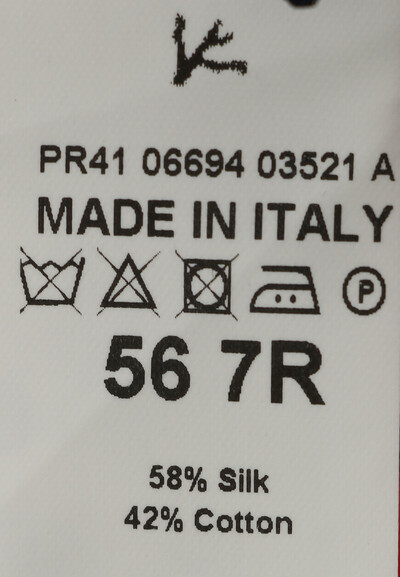 PR41 06694 03521 A
MADE IN ITALY
P
56 7R
58% Silk
42% Cotton